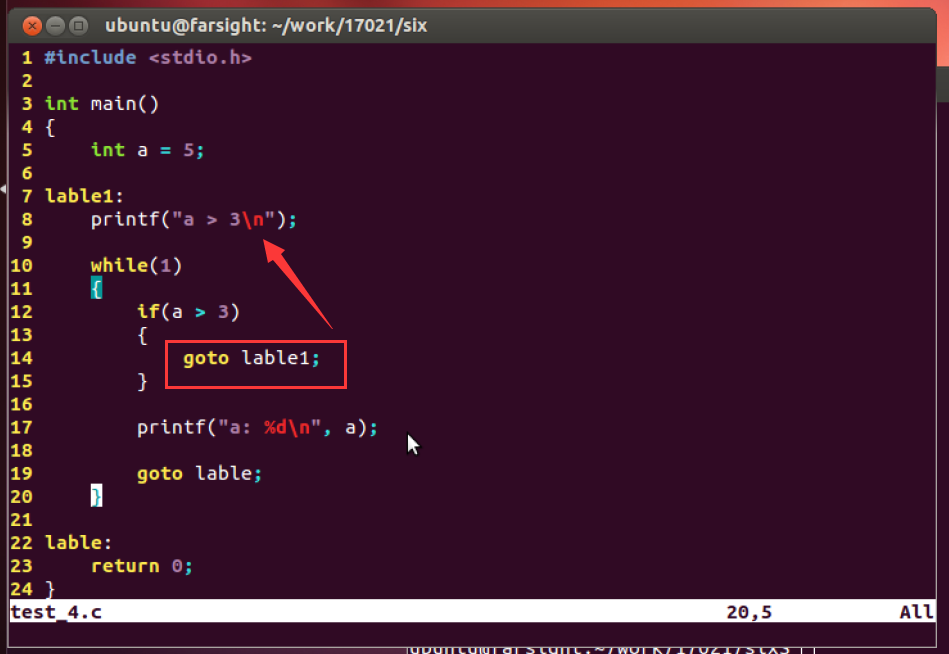 ubuntu@farsight: ~/work/17021/six
1 #include <stdio.h>
2
3 int main()
4 {
5     int a = 5;
6
7 lable1:
8     printf("a > 3\n");
9
10     while(1)
11     {
12         if(a > 3)
13         {
14             goto lable1;
15         }
16
17         printf("a: %d\n", a);
18
19         goto lable;
20     }
21
22 lable:
23     return 0;
24 }
test_4.c 20,5 All